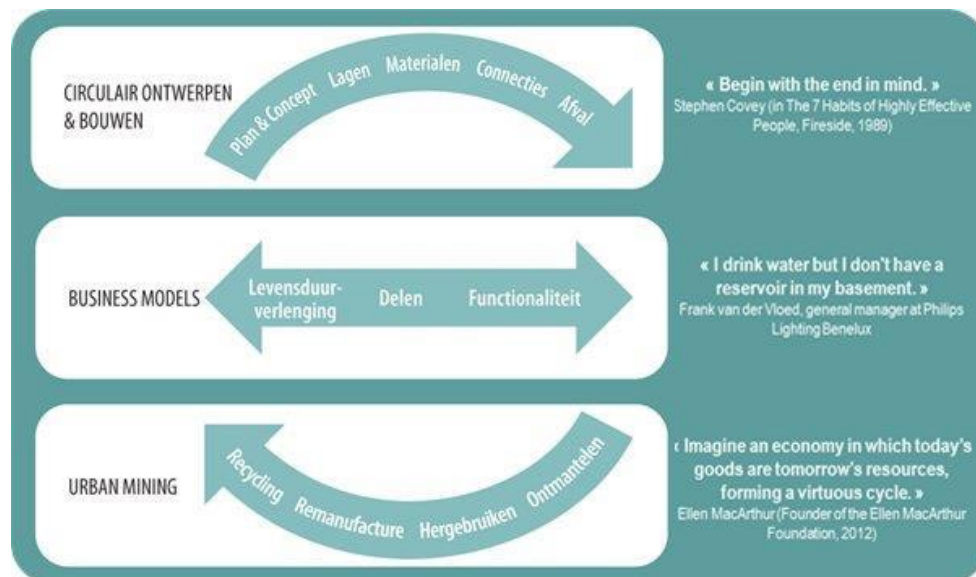 CIRCULAIR ONTWERPEN
& BOUWEN
Plan & Concept Lagen Materialen Connecties Afval
« Begin with the end in mind. »
Stephen Covey (in The 7 Habits of Highly Effective
People, Fireside, 1989)
BUSINESS MODELS
Levensduur-
verlenging
Delen
Functionaliteit
« I drink water but I don't have a
reservoir in my basement. »
Frank van der Vloed, general manager at Philips
Lighting Benelux
URBAN MINING
Recycling Remanufacture Hergebruiken Ontmantelen
‹ Imagine an economy in which today's
goods are tomorrow's resources,
forming a virtuous cycle. »
Ellen MacArthur (Founder of the Ellen MacArthur
Foundation, 2012)